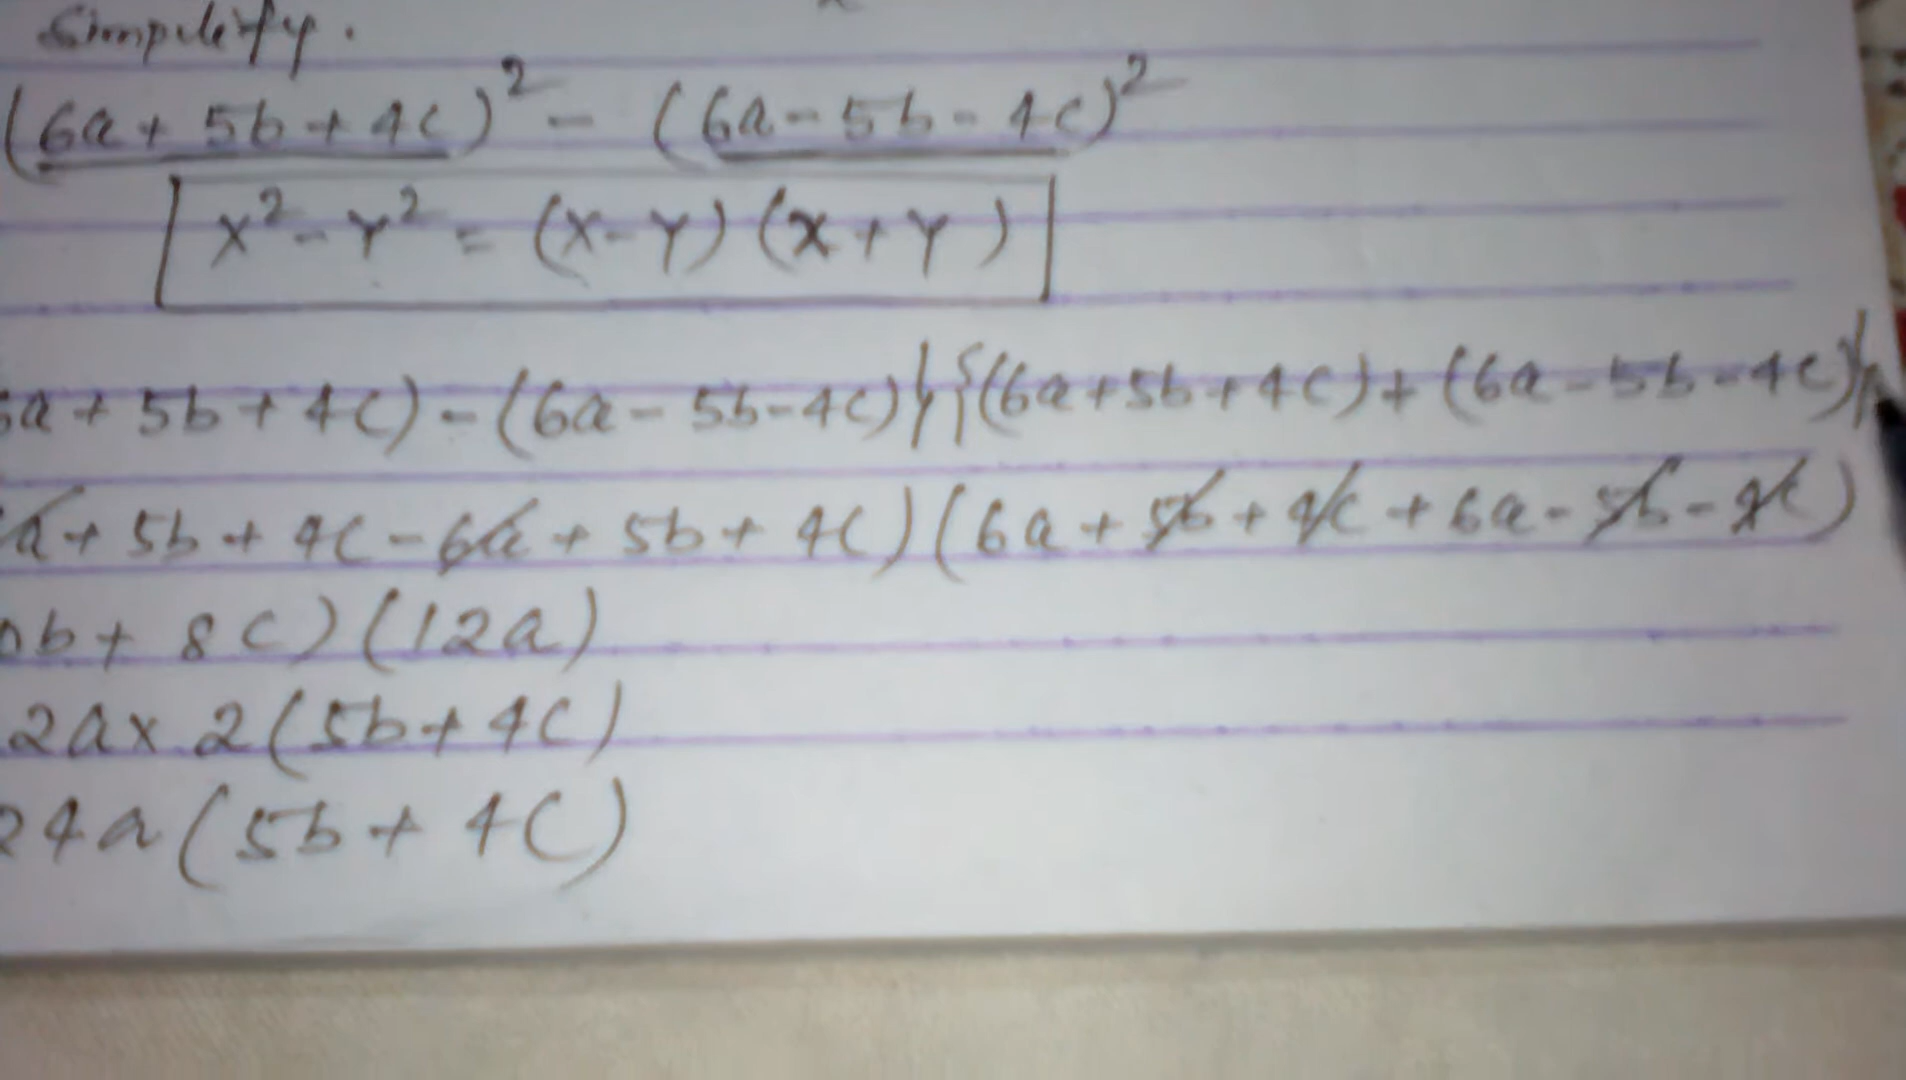 Simplify.
(6a + 5b + 4c)² - (6a - 5b - 4c)²
x² - y² = (x-y) (x+y)
a + 5b + 4c) - (6a - 5b - 4c)} {(6a + 5b + 4c) + (6a - 5b - 4c)}
a + 5b + 4c - 6a + 5b + 4c) (6a + 5b + 4c + 6a - 5b - 4c)
0b + 8c) (12a)
2a x 2(5b + 4c)
24a (5b + 4c)